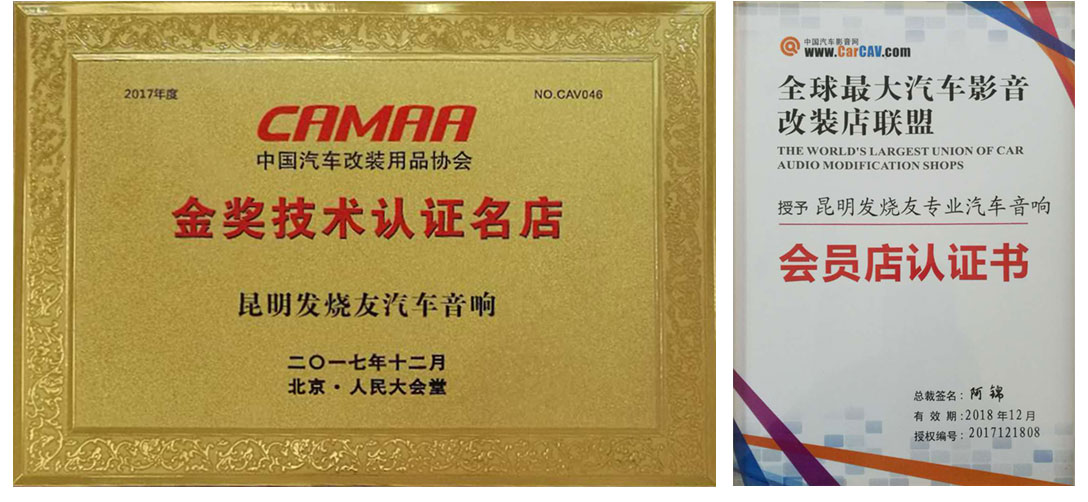 2017年度
NO.CAV046
CAMAA
中国汽车改装用品协会
金奖技术认证名店
昆明发烧友汽车音响
二〇一七年十二月
北京·人民大会堂
中国汽车影音网
www.CarCAV.com
全球最大汽车影音
改装店联盟
THE WORLD'S LARGEST UNION OF CAR
AUDIO MODIFICATION SHOPS
授予 昆明发烧友专业汽车音响
会员店认证书
总裁签名：阿锦
有 效 期：2018年12月
授权编号：2017121808